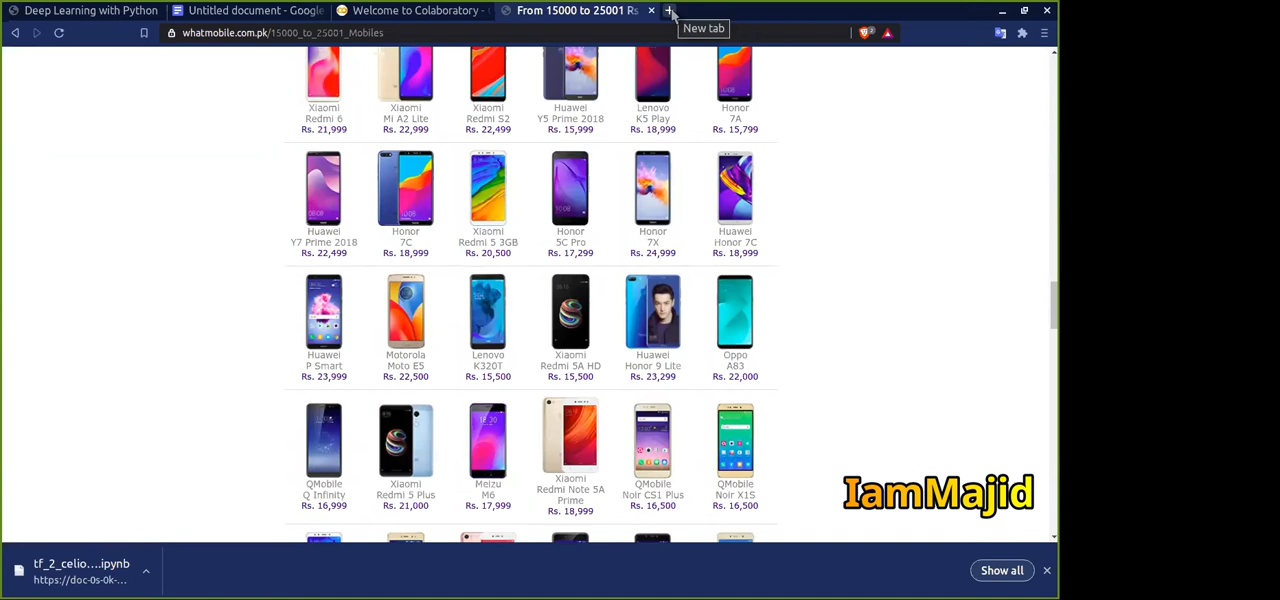 Deep Learning with Python
Untitled document - Google
Welcome to Colaboratory -
From 15000 to 25001 Rs
New tab
whatmobile.com.pk/15000_to_25001_Mobiles
Xiaomi Redmi 6 Rs. 21,999
Xiaomi MI A2 Lite Rs. 22,999
Xiaomi Redmi S2 Rs. 22,499
Huawei Y5 Prime 2018 Rs. 15,999
Lenovo K5 Play Rs. 18,999
Honor 7A Rs. 15,799
Huawei Y7 Prime 2018 Rs. 22,499
Honor 7C Rs. 18,999
Xiaomi Redmi 5 3GB Rs. 20,500
Honor 5C Pro Rs. 17,299
Honor 7X Rs. 24,999
Huawei Honor 7C Rs. 18,999
Huawei P Smart Rs. 23,999
Motorola Moto E5 Rs. 22,500
Lenovo K320T Rs. 15,500
Xiaomi Redmi 5A HD Rs. 15,500
Huawei Honor 9 Lite Rs. 23,299
Oppo A83 Rs. 22,000
QMobile Q Infinity Rs. 16,999
Xiaomi Redmi 5 Plus Rs. 21,000
Meizu M6 Rs. 17,999
Xiaomi Redmi Note 5A Prime Rs. 18,999
QMobile Noir CS1 Plus Rs. 16,500
QMobile Noir X1S Rs. 16,500
IamMajid
tf_2_celio....ipynb
https://doc-0s-0k-...
Show all